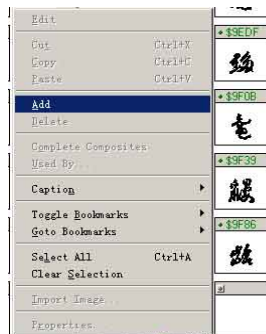 Edit
Cut Ctrl+X
Copy Ctrl+C
Paste Ctrl+V
Add
Delete
Complete Composites
Used By...
Caption
Toggle Bookmarks
Goto Bookmarks
Select All Ctrl+A
Clear Selection
Import Image...
Properties
$9EDF
$9F0B
$9F39
$9F86